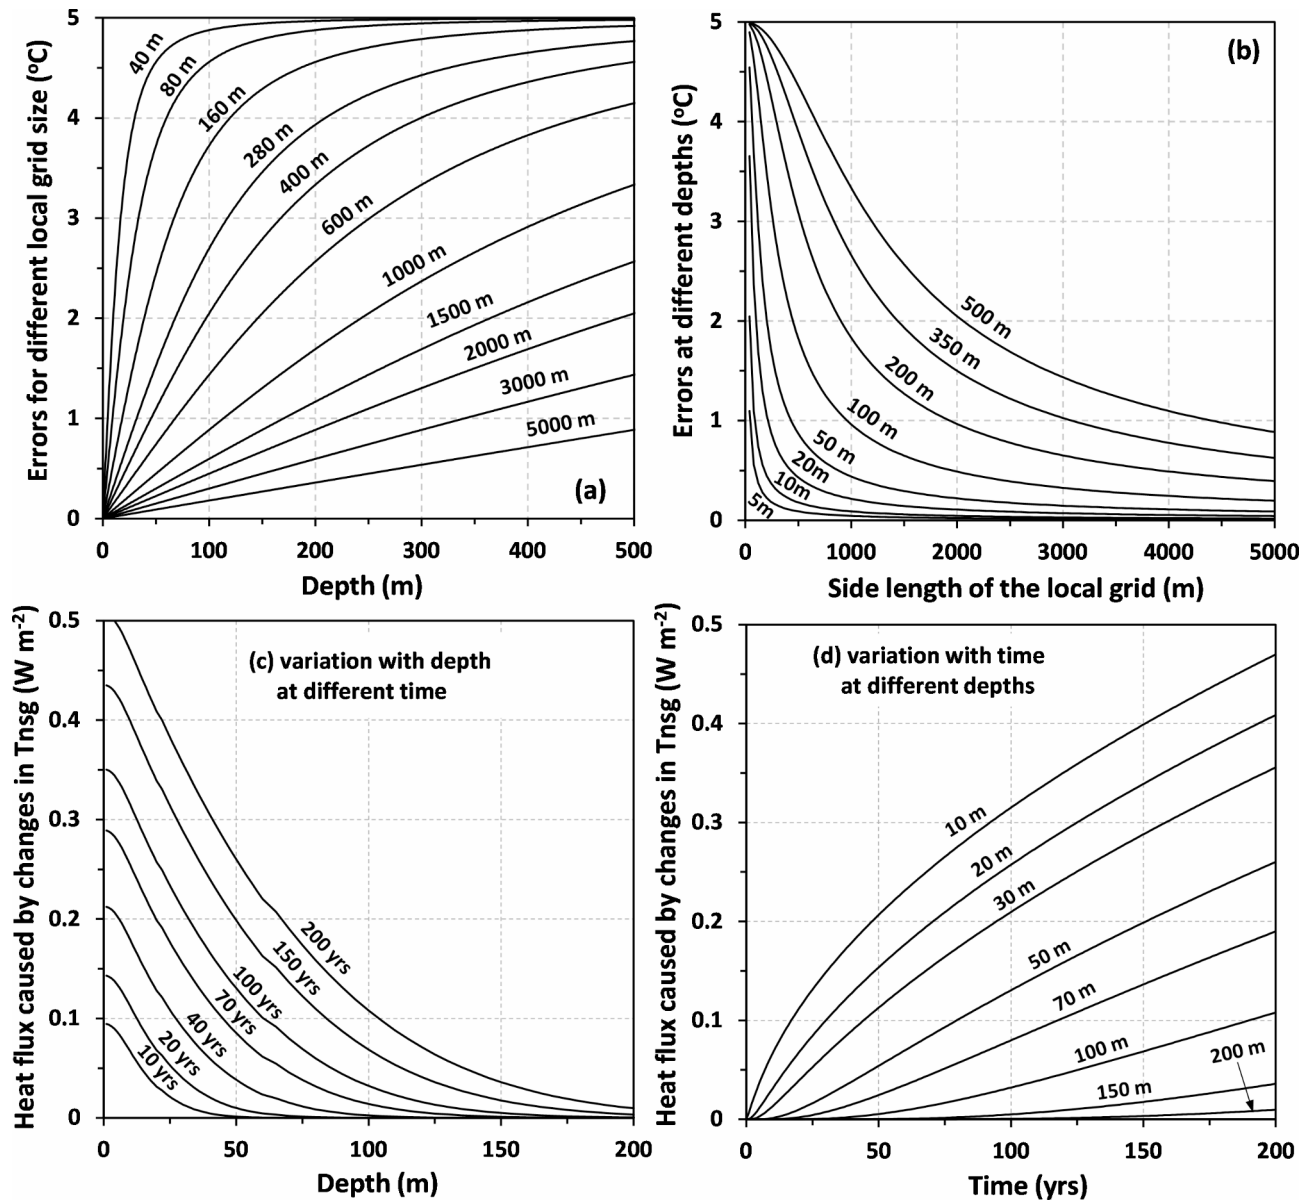 Errors for different local grid size (ºC)
5
4
3
2
1
0
40 m
80 m
160 m
280 m
400 m
600 m
1000 m
1500 m
2000 m
3000 m
5000 m
(a)
0 100 200 300 400 500
Depth (m)
Errors at different depths (ºC)
5
4
3
2
1
0
(b)
500 m
350 m
200 m
100 m
50 m
20m
10m
5m
0 1000 2000 3000 4000 5000
Side length of the local grid (m)
Heat flux caused by changes in Tnsg (W m⁻²)
0.5
0.4
0.3
0.2
0.1
0
(c) variation with depth
at different time
200 yrs
150 yrs
100 yrs
70 yrs
40 yrs
20 yrs
10 yrs
0 50 100 150 200
Depth (m)
Heat flux caused by changes in Tnsg (W m⁻²)
0.5
0.4
0.3
0.2
0.1
0
(d) variation with time
at different depths
10 m
20 m
30 m
50 m
70 m
100 m
150 m
200 m
0 50 100 150 200
Time (yrs)